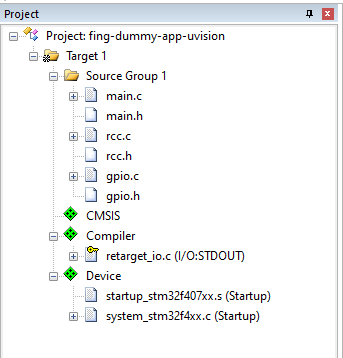 Project
Project: fing-dummy-app-uvision
Target 1
Source Group 1
main.c
main.h
rcc.c
rcc.h
gpio.c
gpio.h
CMSIS
Compiler
retarget_io.c (I/O:STDOUT)
Device
startup_stm32f407xx.s (Startup)
system_stm32f4xx.c (Startup)